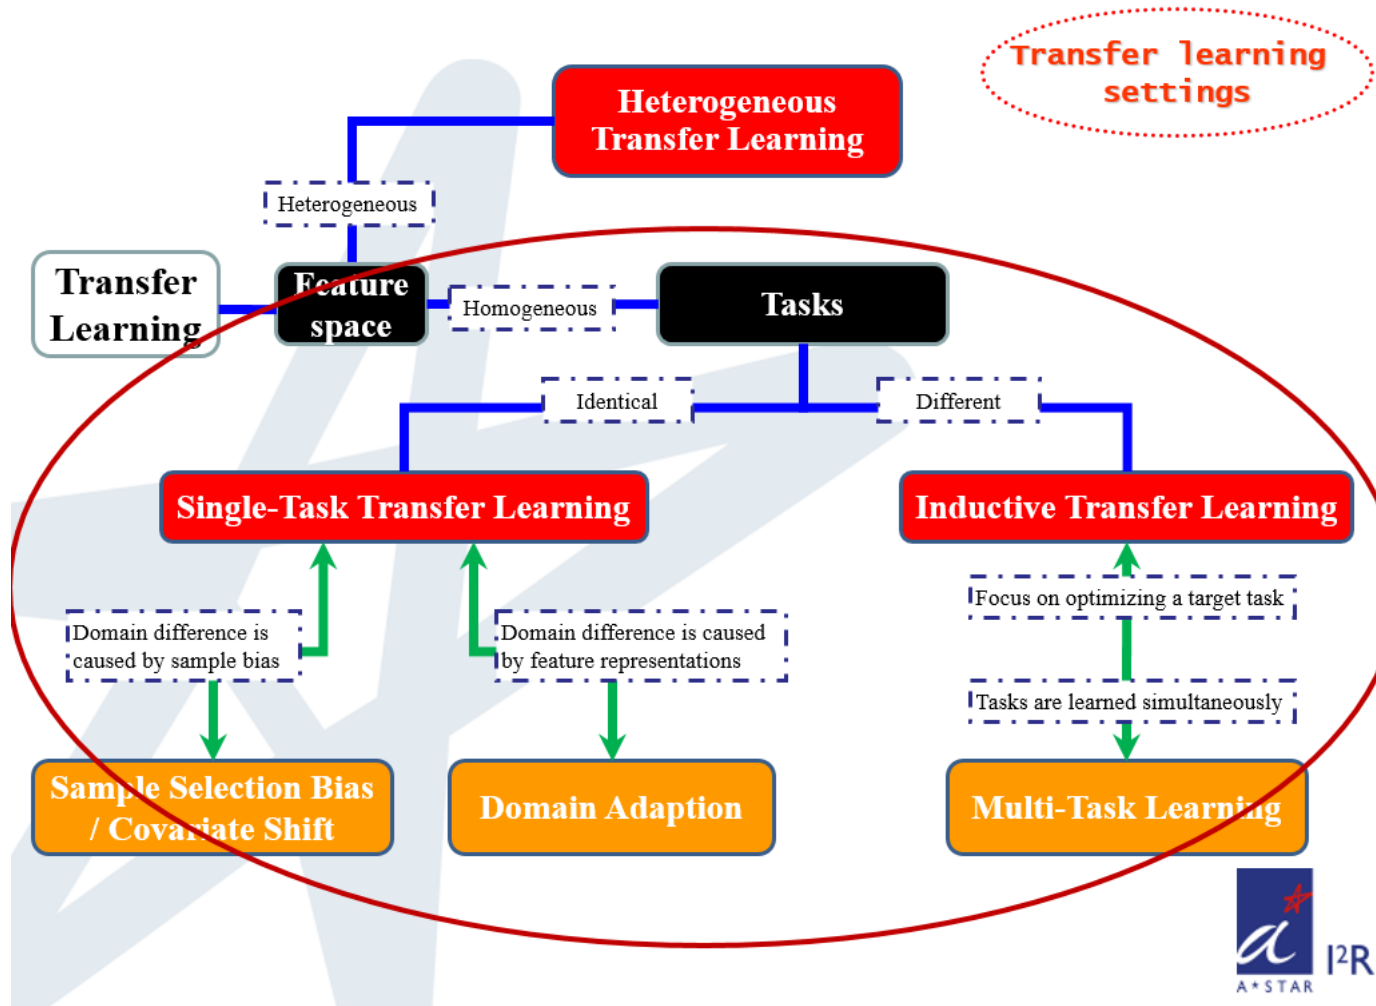 Transfer learning
settings
Heterogeneous
Transfer Learning
Heterogeneous
Transfer
Learning
Feature
space
Homogeneous
Tasks
Identical
Different
Single-Task Transfer Learning
Inductive Transfer Learning
Domain difference is
caused by sample bias
Domain difference is caused
by feature representations
Focus on optimizing a target task
Tasks are learned simultaneously
Sample Selection Bias
/ Covariate Shift
Domain Adaption
Multi-Task Learning
a
A★STAR
I²R